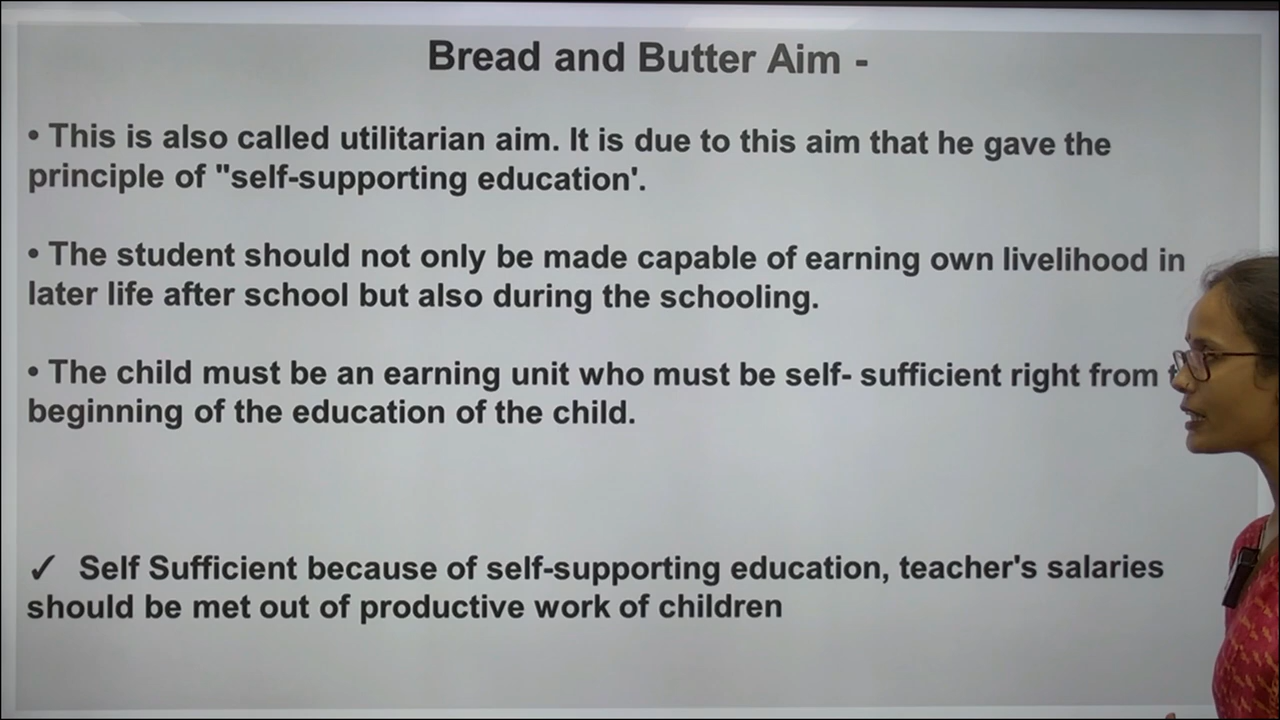 Bread and Butter Aim -
• This is also called utilitarian aim. It is due to this aim that he gave the
principle of "self-supporting education'.
• The student should not only be made capable of earning own livelihood in
later life after school but also during the schooling.
• The child must be an earning unit who must be self- sufficient right from
beginning of the education of the child.
✓ Self Sufficient because of self-supporting education, teacher's salaries
should be met out of productive work of children